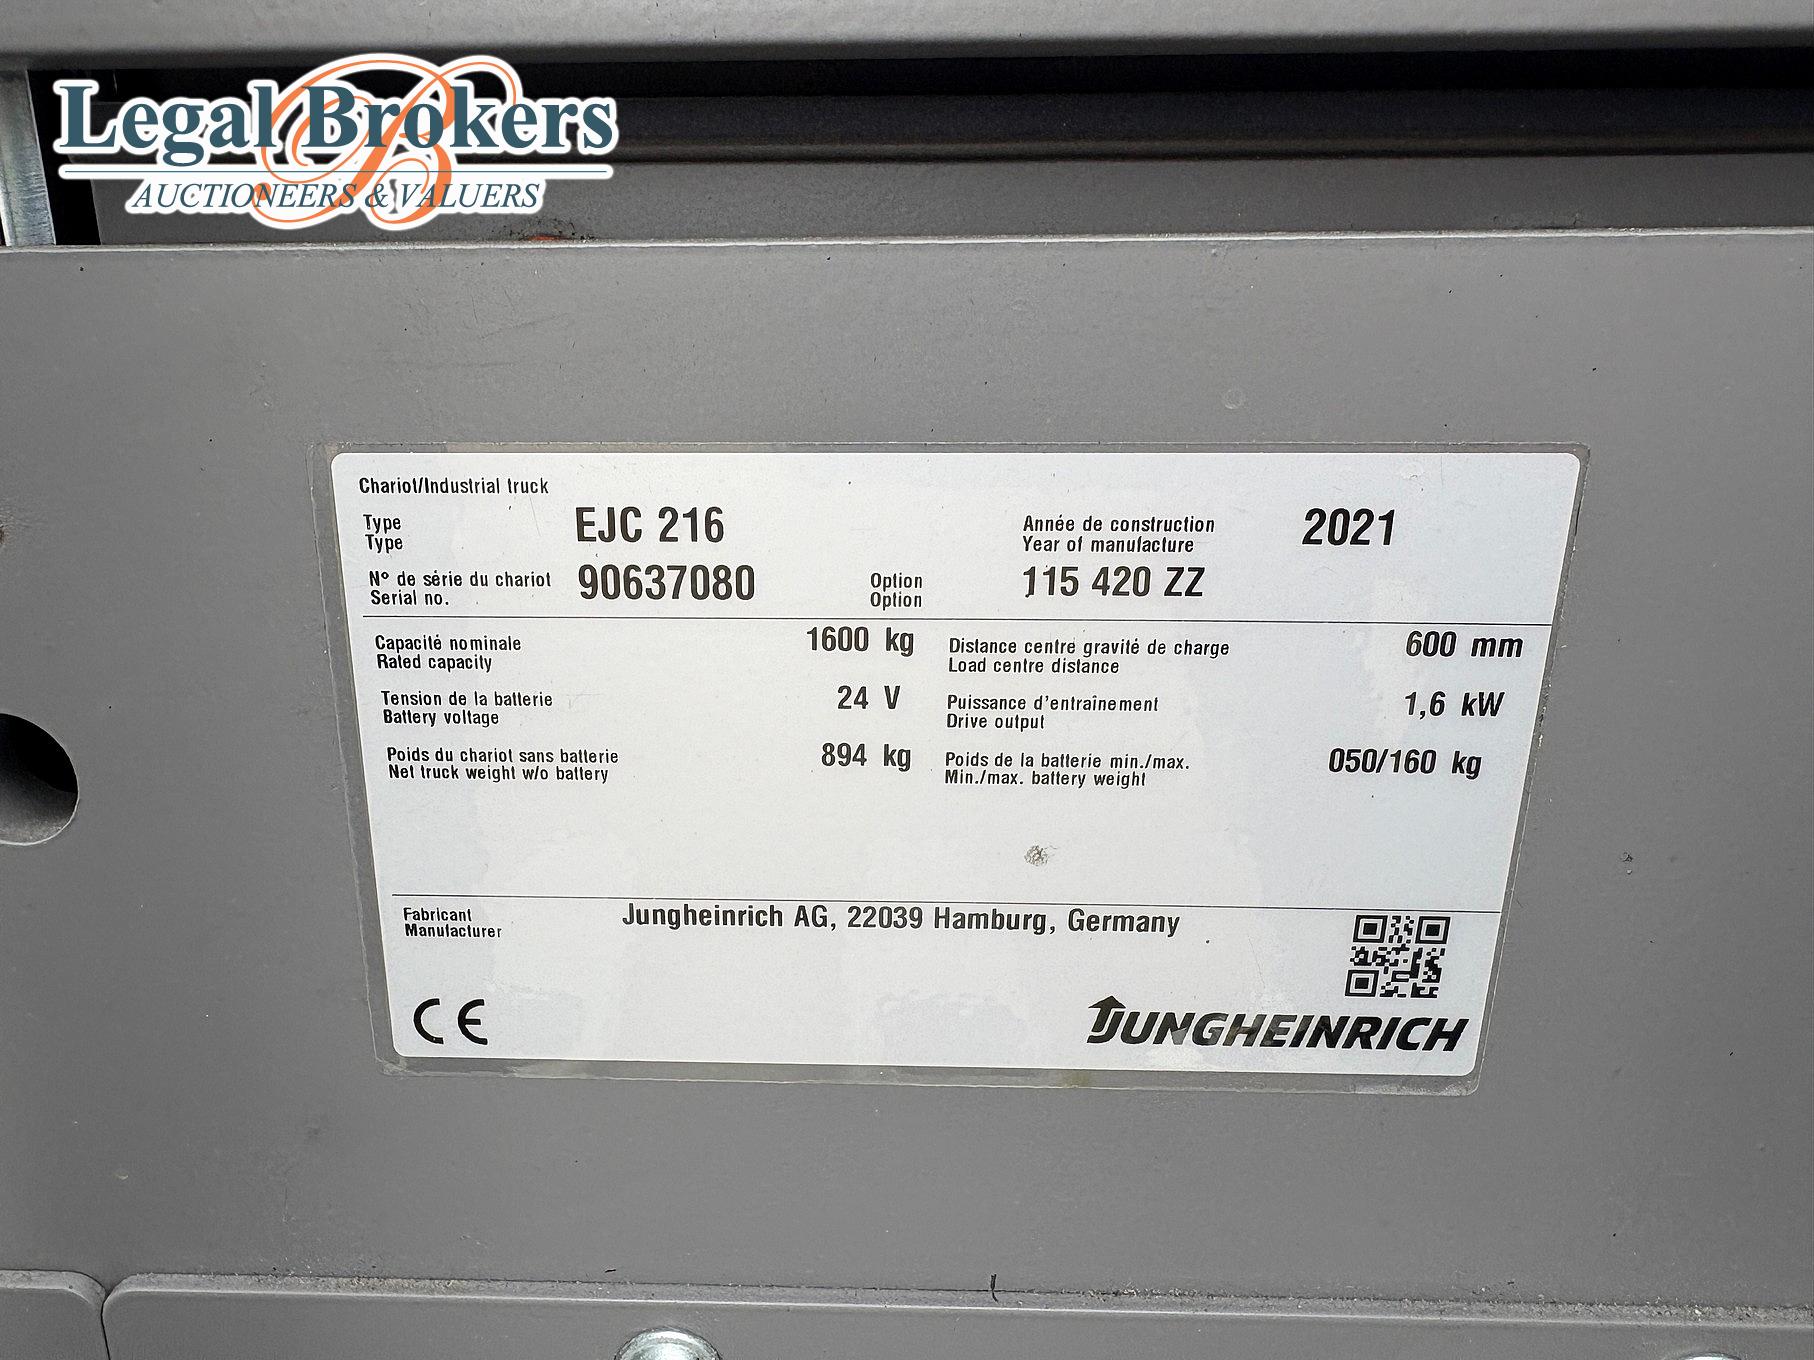 Legal Brokers
AUCTIONEERS & VALUERS
Chariot/Industrial truck
Type EJC 216 Année de construction 2021
Type Year of manufacture
N° de série du chariot 90637080 Option 115 420 ZZ
Serial no. Option
Capacité nominale 1600 kg Distance centre gravité de charge 600 mm
Rated capacity Load centre distance
Tension de la batterie 24 V Puissance d'entraînement 1,6 kW
Battery voltage Drive output
Poids du chariot sans batterie 894 kg Poids de la batterie min./max. 050/160 kg
Net truck weight w/o battery Min./max. battery weight
Fabricant Jungheinrich AG, 22039 Hamburg, Germany
Manufacturer
CE
JUNGHEINRICH